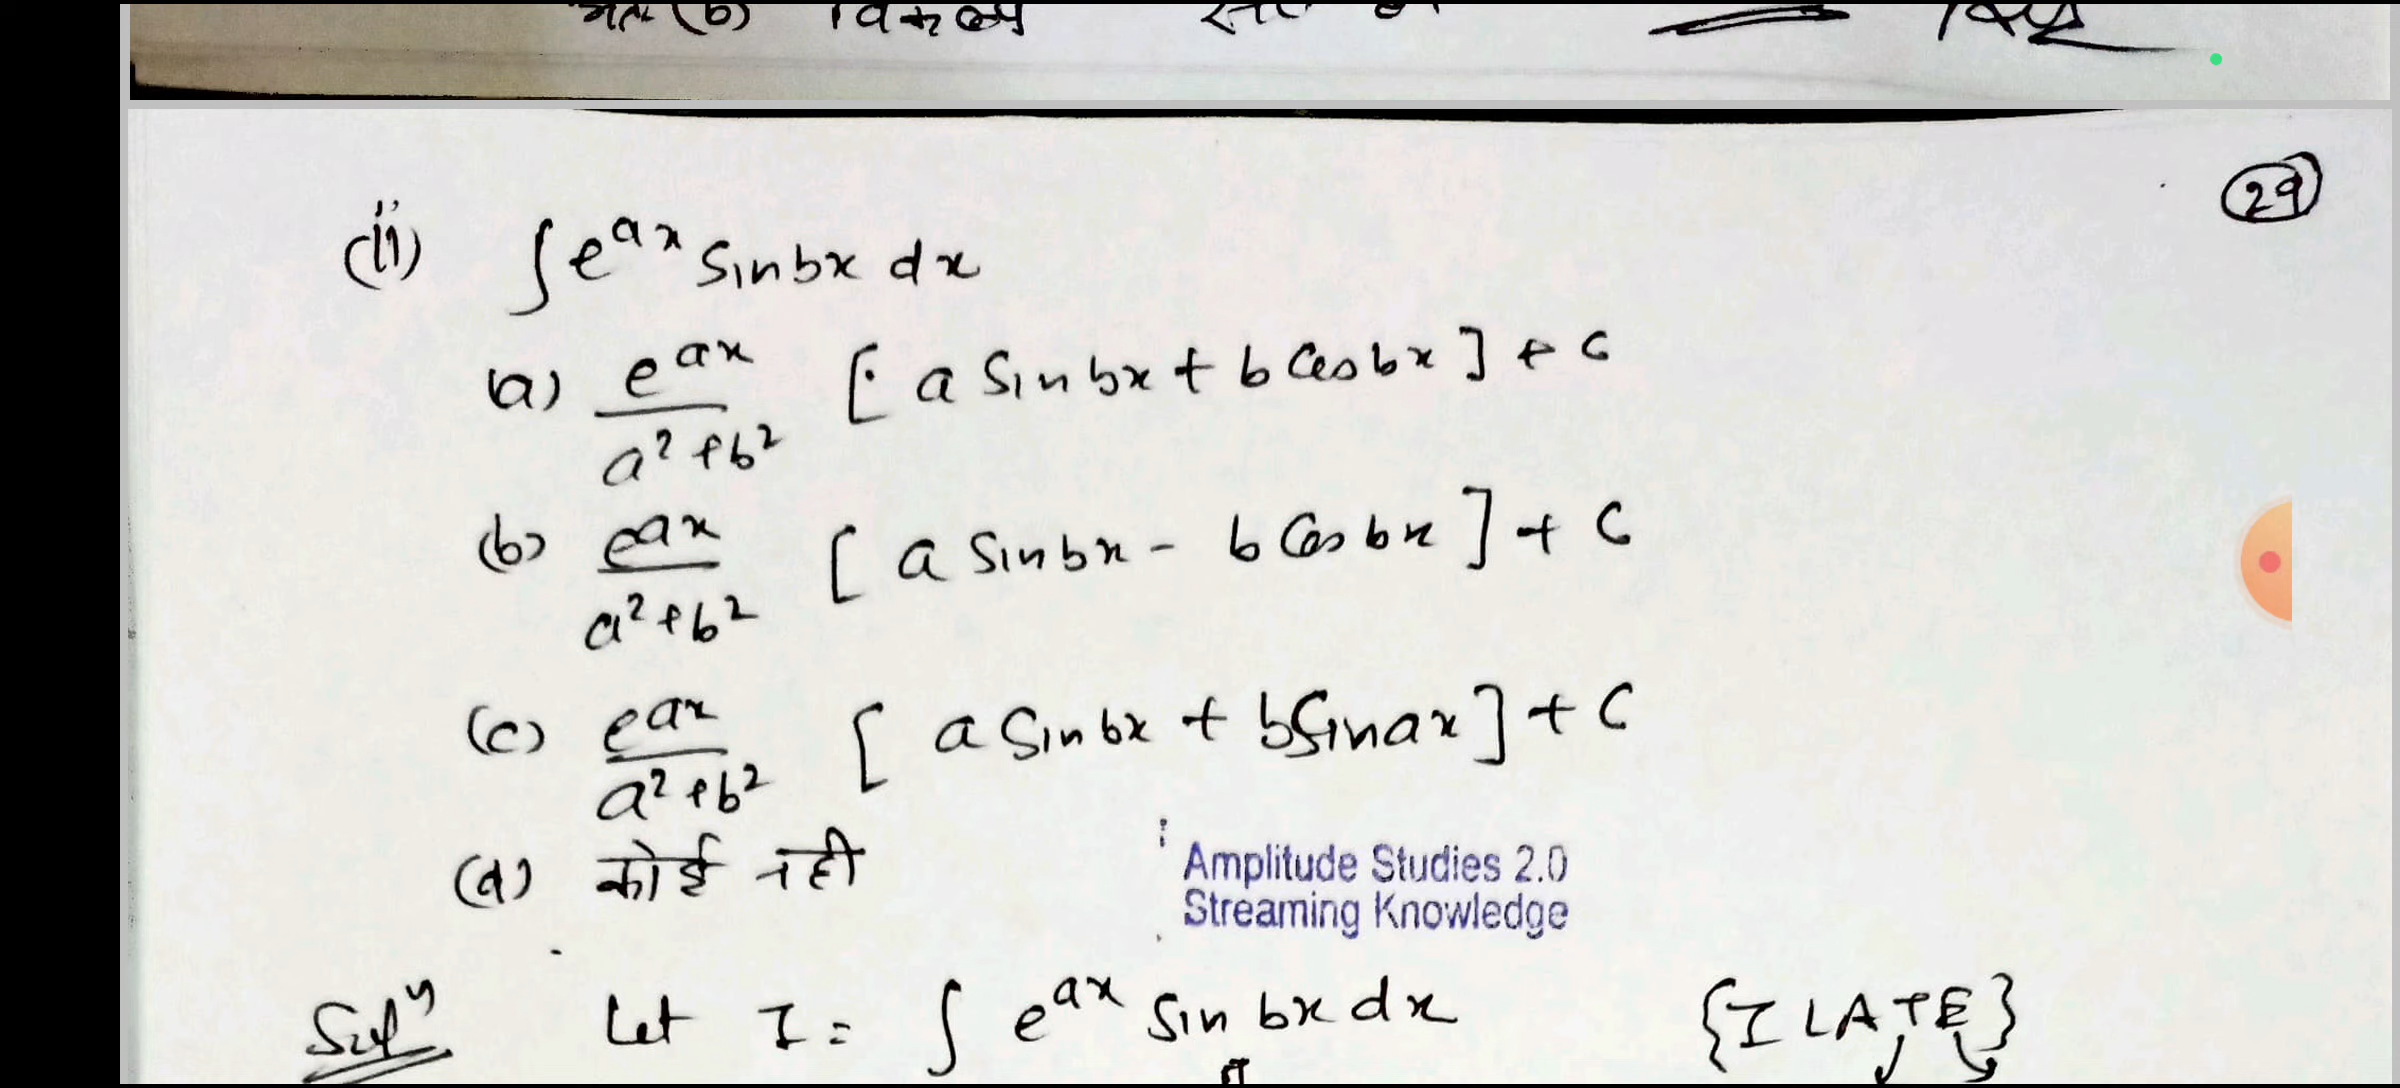 (b)
(29)
(ii) ∫e^ax sin bx dx
(a) e^ax / a²+b² [a sin bx + b cos bx] + c
(b) e^ax / a²+b² [a sin bx - b cos bx] + c
(c) e^ax / a²+b² [a sin bx + b sin ax] + c
(d) कोई नही
Amplitude Studies 2.0
Streaming Knowledge
Solⁿ Let I = ∫ e^ax sin bx dx {ILATE}